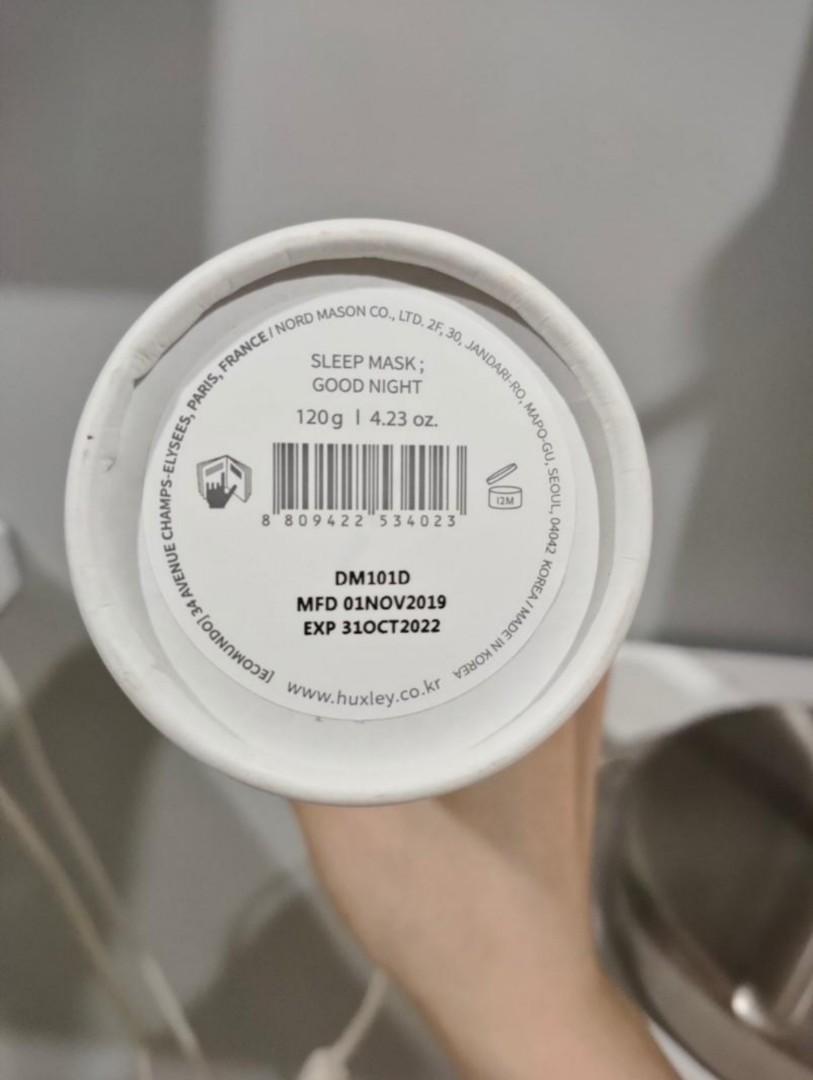 [ECOMUNDO] 34 AVENUE CHAMPS-ELYSEES, PARIS, FRANCE / NORD MASON CO., LTD. 2F, 30, JANDARI-RO, MAPO-GU, SEOUL, 04042 KOREA / MADE IN KOREA
SLEEP MASK ;
GOOD NIGHT
120 g | 4.23 oz.
12M
8 809422 534023
DM101D
MFD 01NOV2019
EXP 31OCT2022
www.huxley.co.kr